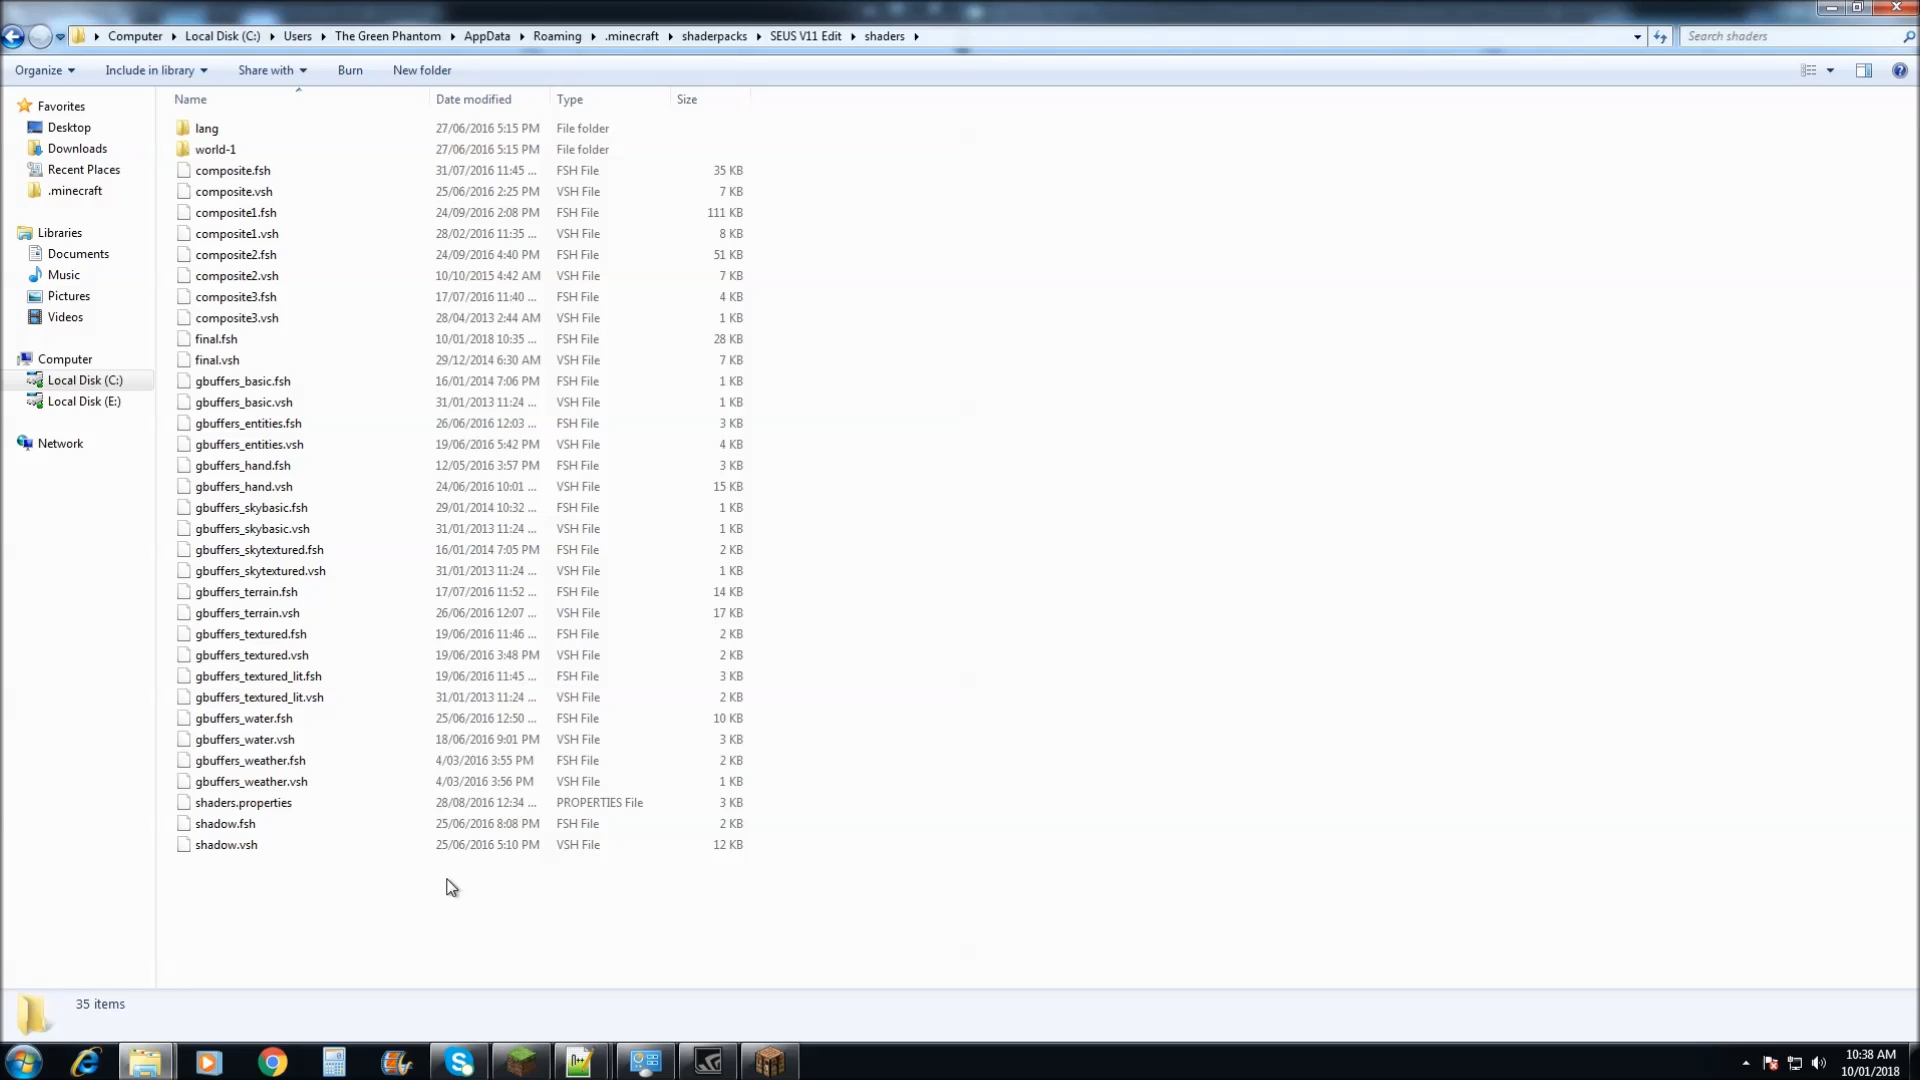 Computer Local Disk (C:) Users The Green Phantom AppData Roaming .minecraft shaderpacks SEUS V11 Edit shaders Search shaders
Organize Include in library Share with Burn New folder
Name Date modified Type Size
Favorites
Desktop
Downloads
Recent Places
.minecraft
Libraries
Documents
Music
Pictures
Videos
Computer
Local Disk (C:)
Local Disk (E:)
Network
lang 27/06/2016 5:15 PM File folder
world-1 27/06/2016 5:15 PM File folder
composite.fsh 31/07/2016 11:45 ... FSH File 35 KB
composite.vsh 25/06/2016 2:25 PM VSH File 7 KB
composite1.fsh 24/09/2016 2:08 PM FSH File 111 KB
composite1.vsh 28/02/2016 11:35 ... VSH File 8 KB
composite2.fsh 24/09/2016 4:40 PM FSH File 51 KB
composite2.vsh 10/10/2015 4:42 AM VSH File 7 KB
composite3.fsh 17/07/2016 11:40 ... FSH File 4 KB
composite3.vsh 28/04/2013 2:44 AM VSH File 1 KB
final.fsh 10/01/2018 10:35 ... FSH File 28 KB
final.vsh 29/12/2014 6:30 AM VSH File 7 KB
gbuffers_basic.fsh 16/01/2014 7:06 PM FSH File 1 KB
gbuffers_basic.vsh 31/01/2013 11:24 ... VSH File 1 KB
gbuffers_entities.fsh 26/06/2016 12:03 ... FSH File 3 KB
gbuffers_entities.vsh 19/06/2016 5:42 PM VSH File 4 KB
gbuffers_hand.fsh 12/05/2016 3:57 PM FSH File 3 KB
gbuffers_hand.vsh 24/06/2016 10:01 ... VSH File 15 KB
gbuffers_skybasic.fsh 29/01/2014 10:32 ... FSH File 1 KB
gbuffers_skybasic.vsh 31/01/2013 11:24 ... VSH File 1 KB
gbuffers_skytextured.fsh 16/01/2014 7:05 PM FSH File 2 KB
gbuffers_skytextured.vsh 31/01/2013 11:24 ... VSH File 1 KB
gbuffers_terrain.fsh 17/07/2016 11:52 ... FSH File 14 KB
gbuffers_terrain.vsh 26/06/2016 12:07 ... VSH File 17 KB
gbuffers_textured.fsh 19/06/2016 11:46 ... FSH File 2 KB
gbuffers_textured.vsh 19/06/2016 3:48 PM VSH File 2 KB
gbuffers_textured_lit.fsh 19/06/2016 11:45 ... FSH File 3 KB
gbuffers_textured_lit.vsh 31/01/2013 11:24 ... VSH File 2 KB
gbuffers_water.fsh 25/06/2016 12:50 ... FSH File 10 KB
gbuffers_water.vsh 18/06/2016 9:01 PM VSH File 3 KB
gbuffers_weather.fsh 4/03/2016 3:55 PM FSH File 2 KB
gbuffers_weather.vsh 4/03/2016 3:56 PM VSH File 1 KB
shaders.properties 28/08/2016 12:34 ... PROPERTIES File 3 KB
shadow.fsh 25/06/2016 8:08 PM FSH File 2 KB
shadow.vsh 25/06/2016 5:10 PM VSH File 12 KB
35 items
10:38 AM
10/01/2018